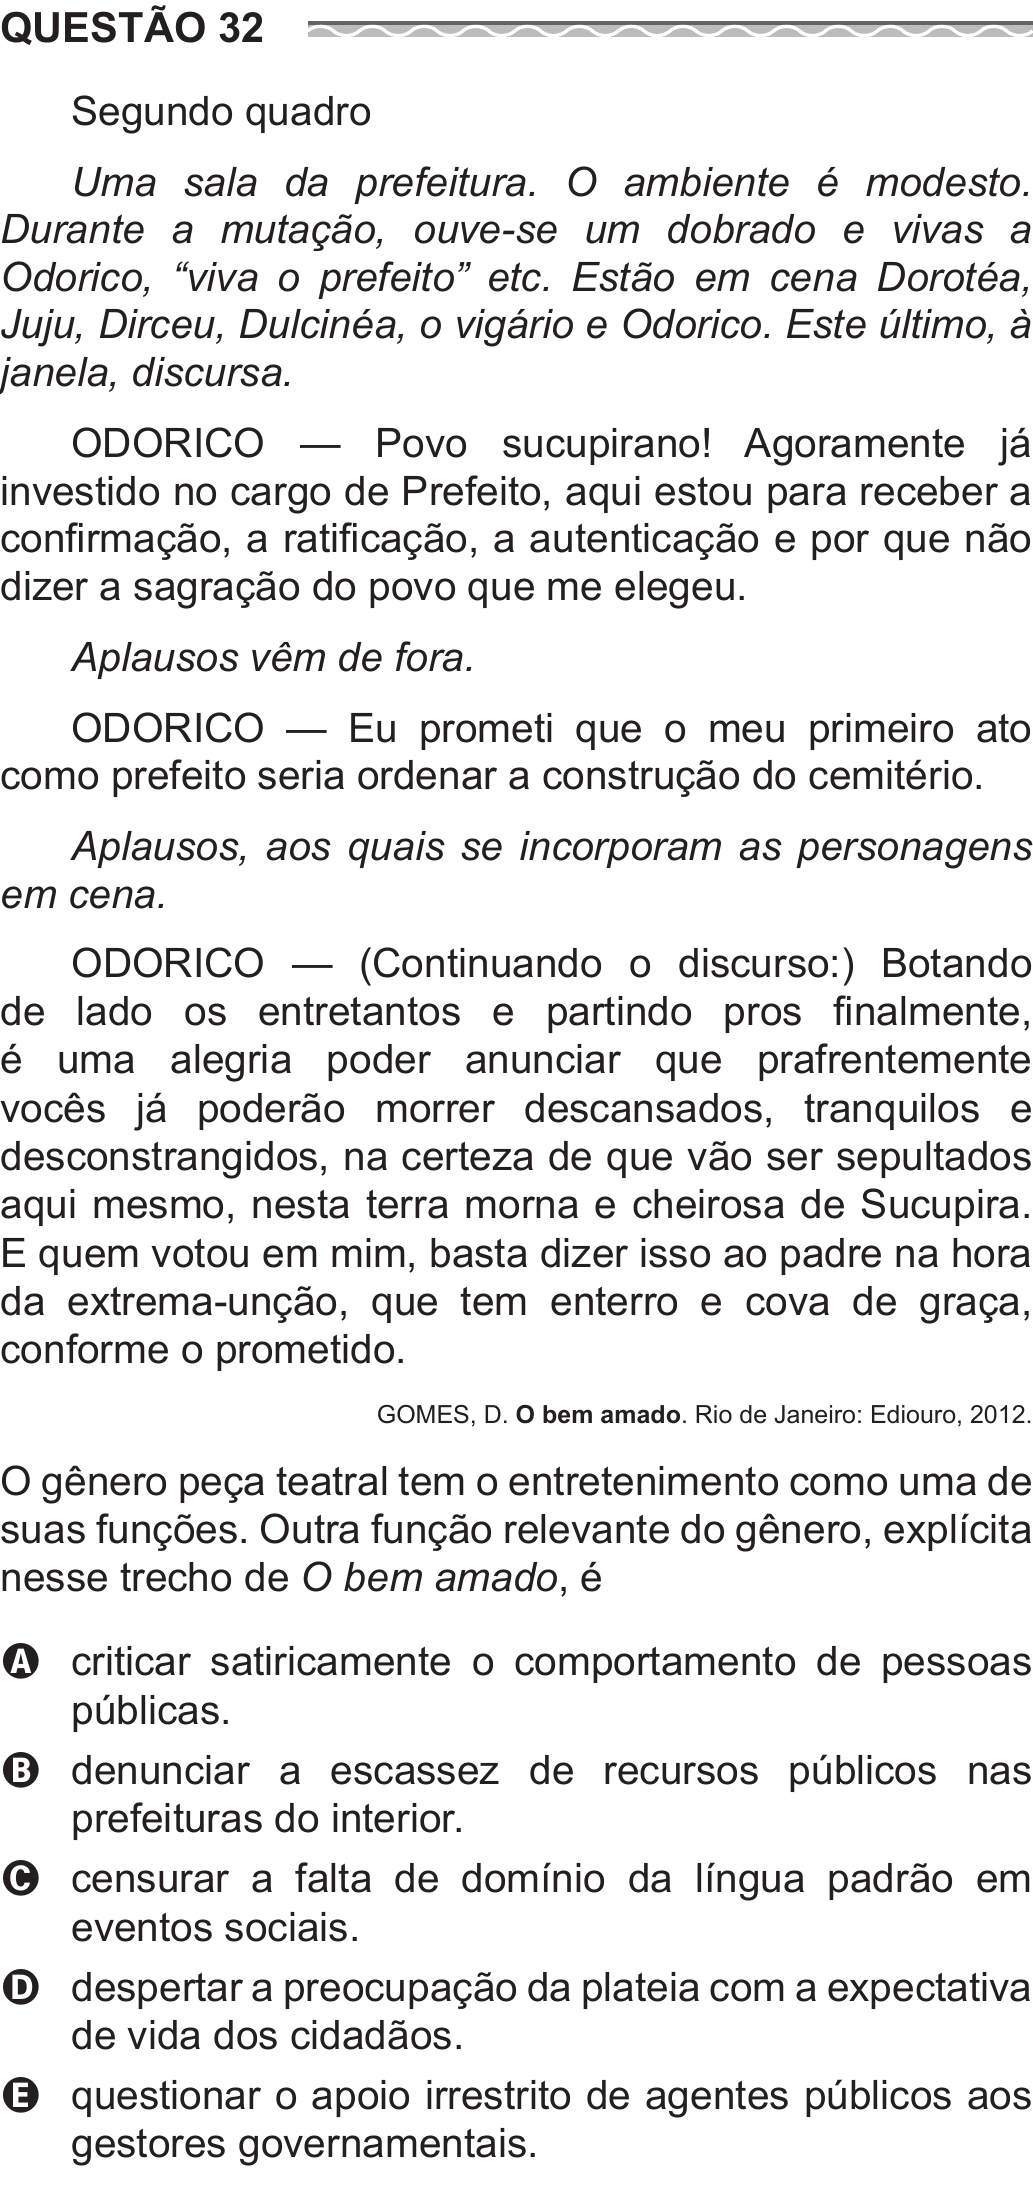 QUESTÃO 32
Segundo quadro
Uma sala da prefeitura. O ambiente é modesto.
Durante a mutação, ouve-se um dobrado e vivas a
Odorico, “viva o prefeito” etc. Estão em cena Dorotéa,
Juju, Dirceu, Dulcinéa, o vigário e Odorico. Este último, à
janela, discursa.
ODORICO — Povo sucupirano! Agoramente já
investido no cargo de Prefeito, aqui estou para receber a
confirmação, a ratificação, a autenticação e por que não
dizer a sagração do povo que me elegeu.
Aplausos vêm de fora.
ODORICO — Eu prometi que o meu primeiro ato
como prefeito seria ordenar a construção do cemitério.
Aplausos, aos quais se incorporam as personagens
em cena.
ODORICO — (Continuando o discurso:) Botando
de lado os entretantos e partindo pros finalmente,
é uma alegria poder anunciar que prafrentemente
vocês já poderão morrer descansados, tranquilos e
desconstrangidos, na certeza de que vão ser sepultados
aqui mesmo, nesta terra morna e cheirosa de Sucupira.
E quem votou em mim, basta dizer isso ao padre na hora
da extrema-unção, que tem enterro e cova de graça,
conforme o prometido.
GOMES, D. O bem amado. Rio de Janeiro: Ediouro, 2012.
O gênero peça teatral tem o entretenimento como uma de
suas funções. Outra função relevante do gênero, explícita
nesse trecho de O bem amado, é
A criticar satiricamente o comportamento de pessoas
públicas.
B denunciar a escassez de recursos públicos nas
prefeituras do interior.
C censurar a falta de domínio da língua padrão em
eventos sociais.
D despertar a preocupação da plateia com a expectativa
de vida dos cidadãos.
E questionar o apoio irrestrito de agentes públicos aos
gestores governamentais.